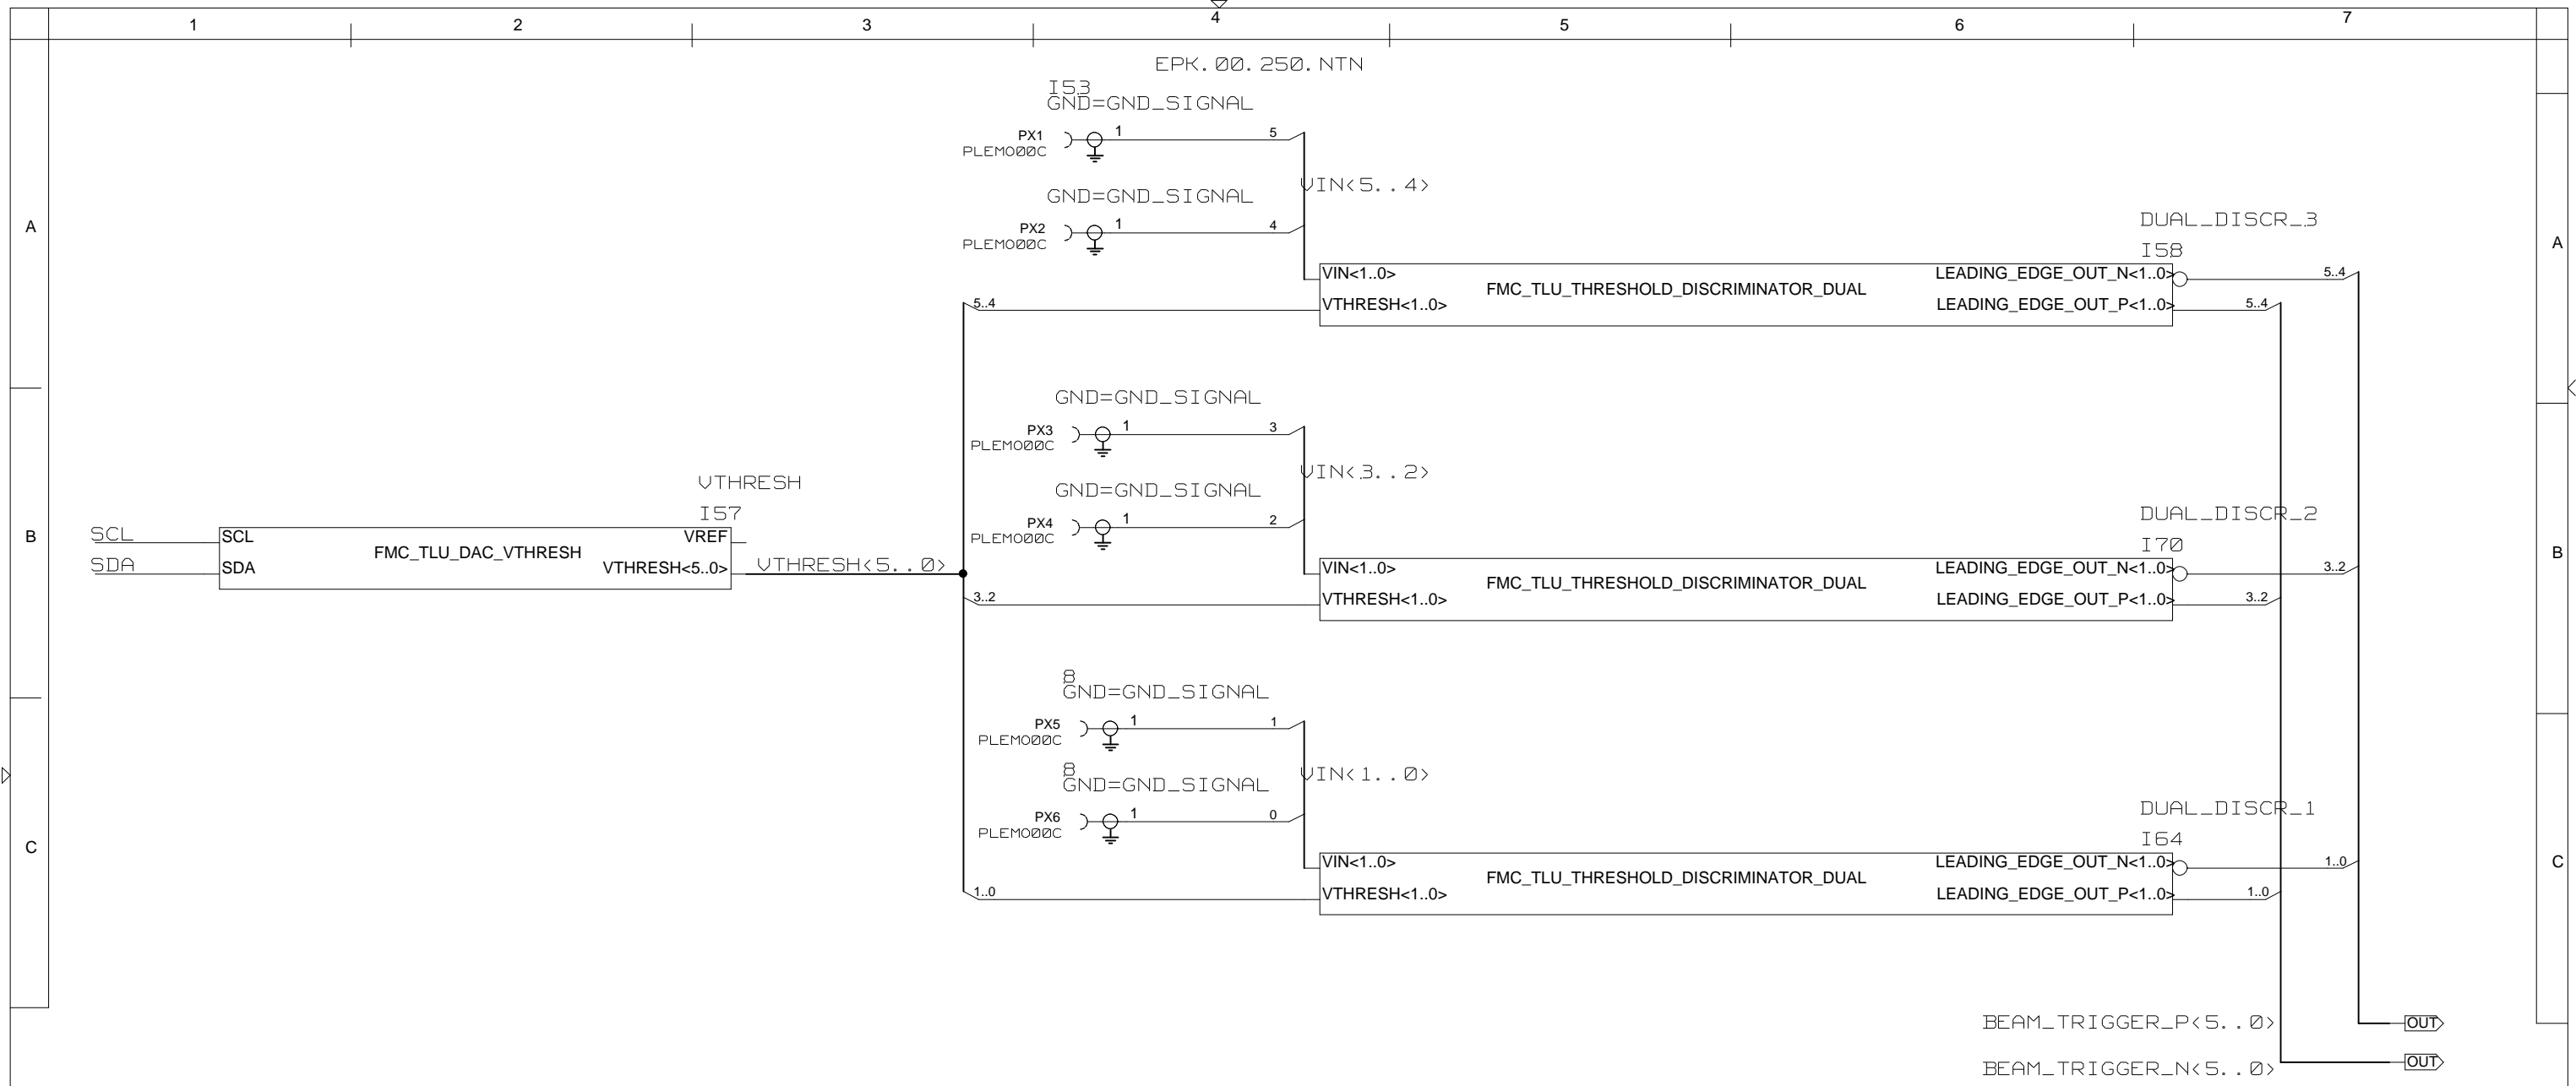 1 2 3 4 5 6 7
EPK.00.250.NTN
I53
GND=GND_SIGNAL
PX1 1 5
PLEMO00C
VIN<5..4>
GND=GND_SIGNAL
PX2 1 4
PLEMO00C
A A
DUAL_DISCR_3
I58
VIN<1..0> LEADING_EDGE_OUT_N<1..0> 5..4
FMC_TLU_THRESHOLD_DISCRIMINATOR_DUAL
5..4 VTHRESH<1..0> LEADING_EDGE_OUT_P<1..0> 5..4
GND=GND_SIGNAL
PX3 1 3
PLEMO00C
VIN<3..2>
GND=GND_SIGNAL
PX4 1 2
PLEMO00C
VTHRESH
I57
B B
SCL SCL VREF
FMC_TLU_DAC_VTHRESH
SDA SDA VTHRESH<5..0> VTHRESH<5..0>
DUAL_DISCR_2
I70
VIN<1..0> LEADING_EDGE_OUT_N<1..0> 3..2
FMC_TLU_THRESHOLD_DISCRIMINATOR_DUAL
3..2 VTHRESH<1..0> LEADING_EDGE_OUT_P<1..0> 3..2
8
GND=GND_SIGNAL
PX5 1 1
PLEMO00C
8
GND=GND_SIGNAL
VIN<1..0>
PX6 1 0
PLEMO00C
C C
DUAL_DISCR_1
I64
VIN<1..0> LEADING_EDGE_OUT_N<1..0> 1..0
FMC_TLU_THRESHOLD_DISCRIMINATOR_DUAL
1..0 VTHRESH<1..0> LEADING_EDGE_OUT_P<1..0> 1..0
BEAM_TRIGGER_P<5..0> OUT
BEAM_TRIGGER_N<5..0> OUT